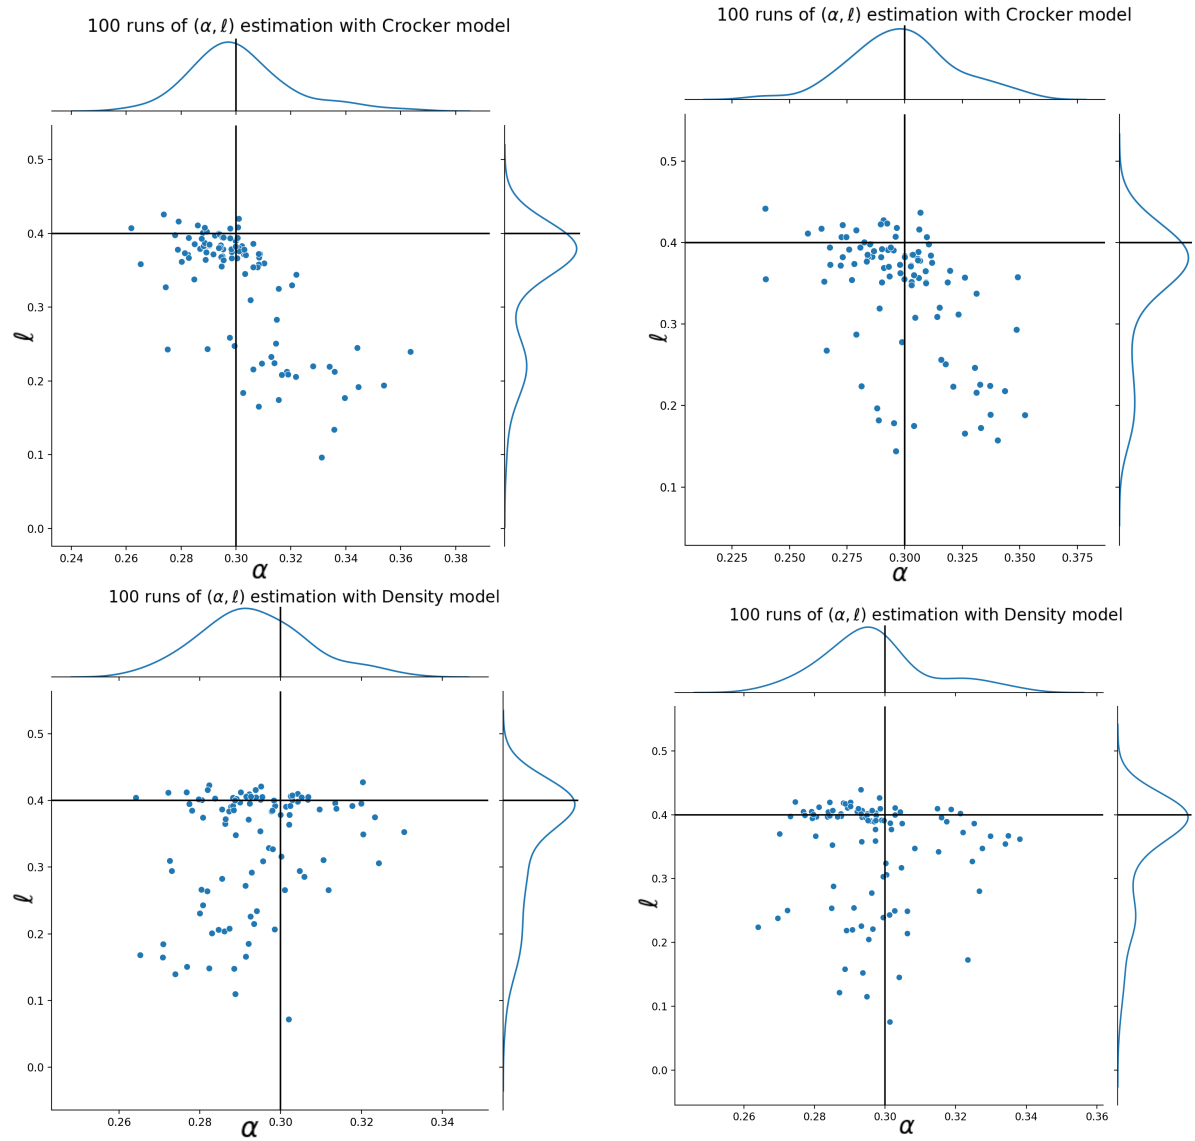 100 runs of (α, ℓ) estimation with Crocker model
0.5
0.4
0.3
0.2
0.1
0.0
ℓ
0.24 0.26 0.28 0.30 0.32 0.34 0.36 0.38
α
100 runs of (α, ℓ) estimation with Crocker model
0.5
0.4
0.3
0.2
0.1
ℓ
0.225 0.250 0.275 0.300 0.325 0.350 0.375
α
100 runs of (α, ℓ) estimation with Density model
0.5
0.4
0.3
0.2
0.1
0.0
ℓ
0.26 0.28 0.30 0.32 0.34
α
100 runs of (α, ℓ) estimation with Density model
0.5
0.4
0.3
0.2
0.1
0.0
ℓ
0.26 0.28 0.30 0.32 0.34 0.36
α